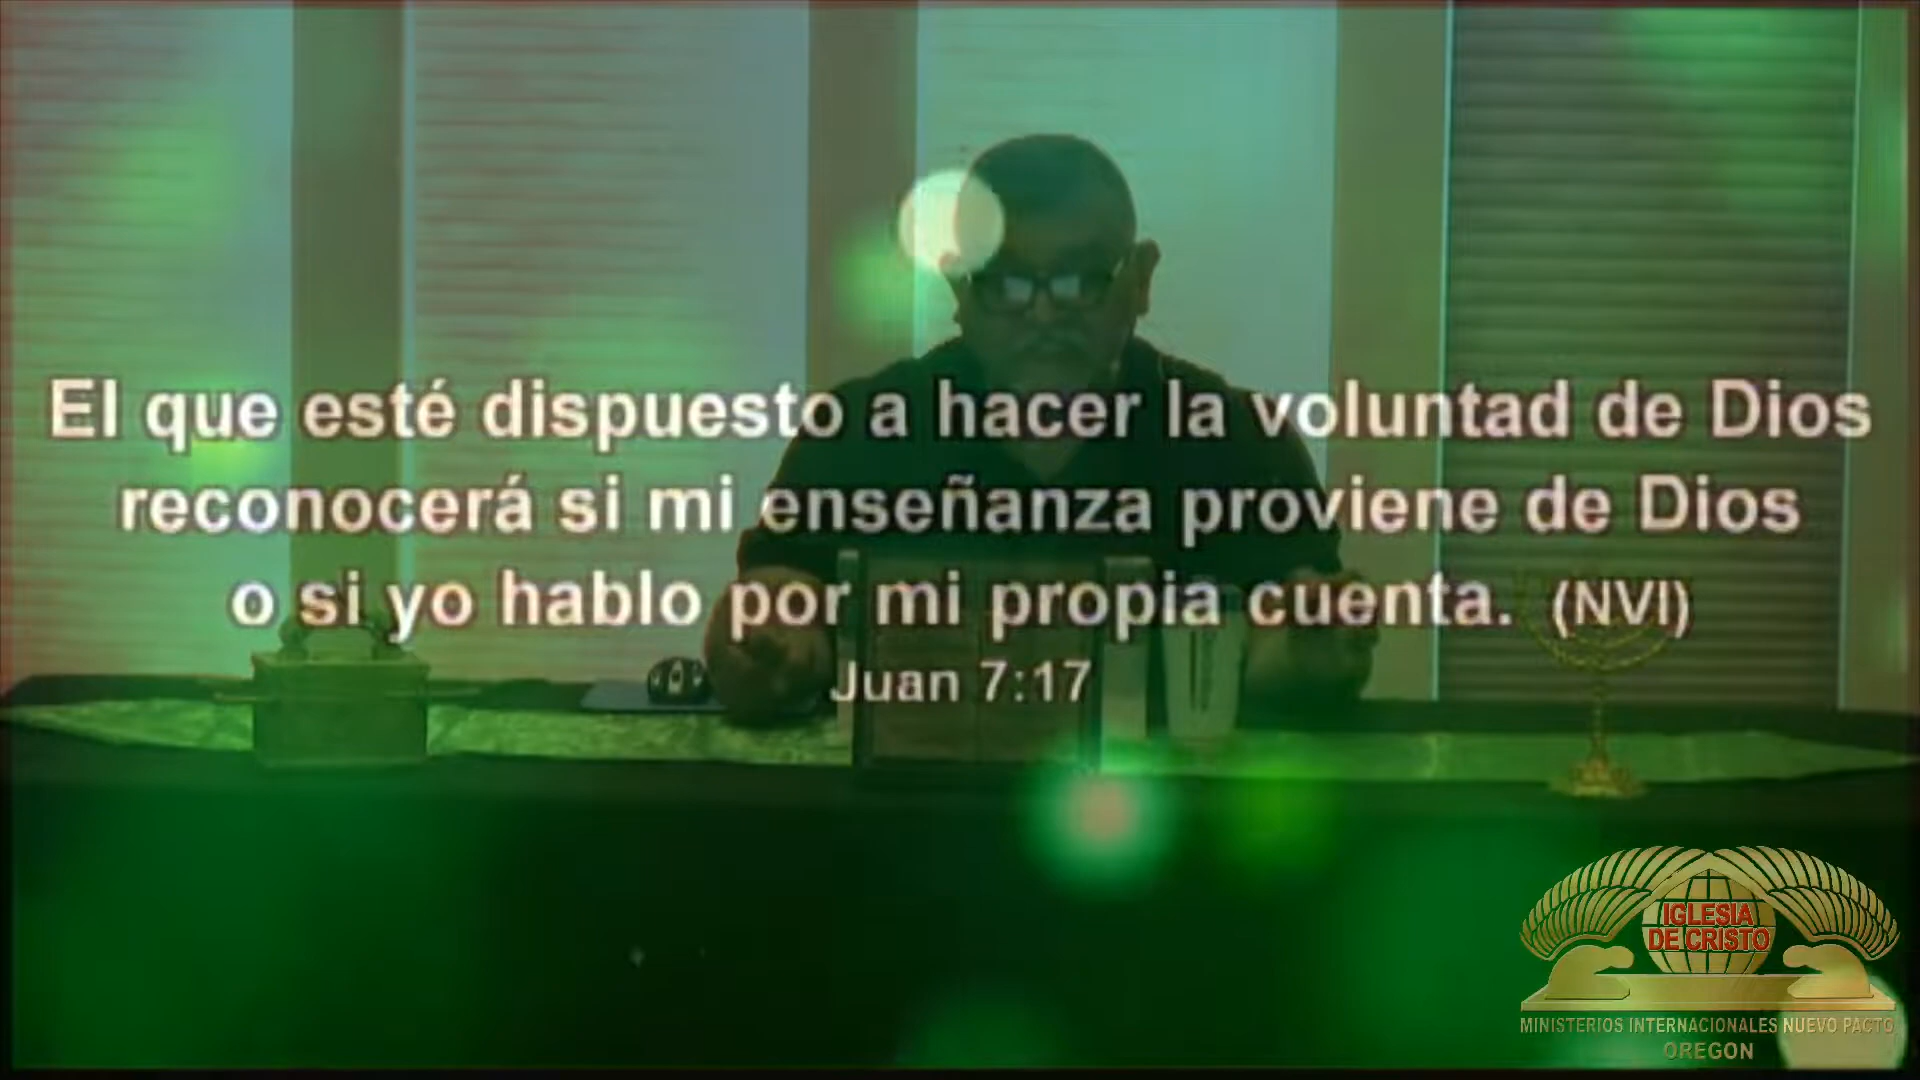 El que esté dispuesto a hacer la voluntad de Dios
reconocerá si mi enseñanza proviene de Dios
o si yo hablo por mi propia cuenta. (NVI)
Juan 7:17
IGLESIA
DE CRISTO
MINISTERIOS INTERNACIONALES NUEVO PACTO
OREGON